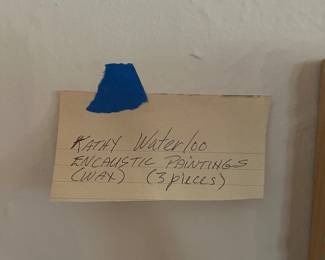 KATHY Waterloo
ENCAUSTIC PAINTINGS
(WAX) (3 pieces)